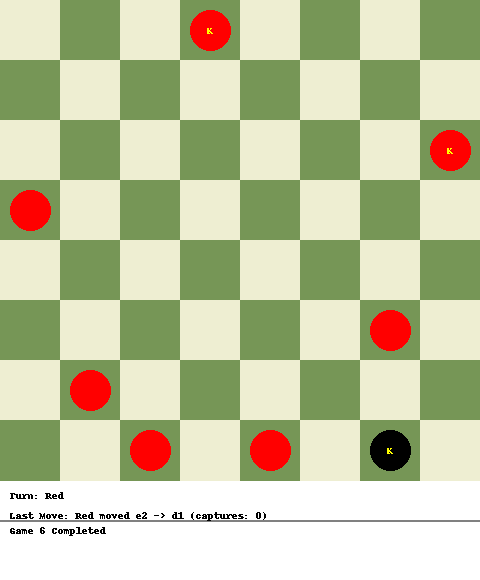 K
K
K
Turn: Red
Last Move: Red moved e2 -> d1 (captures: 0)
Game 6 Completed